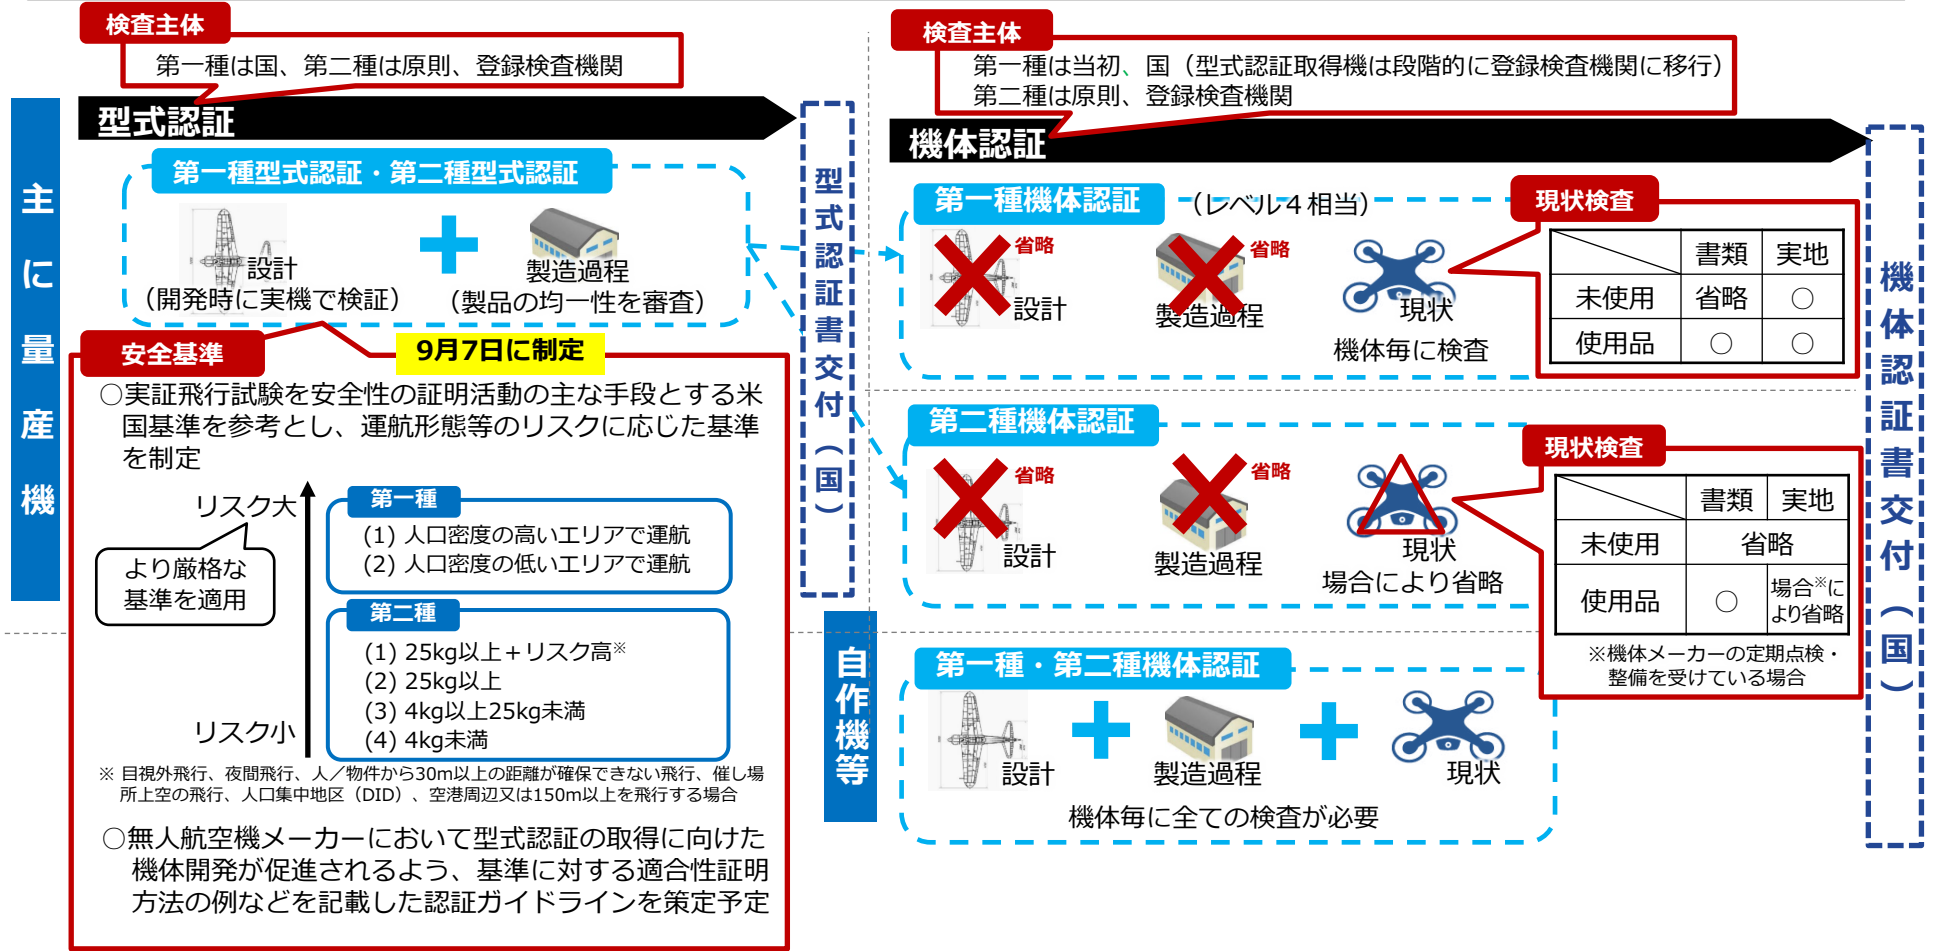 検査主体
第一種は国、第二種は原則、登録検査機関
型式認証
主に量産機
第一種型式認証・第二種型式認証
設計
（開発時に実機で検証）
製造過程
（製品の均一性を審査）
安全基準
9月7日に制定
○実証飛行試験を安全性の証明活動の主な手段とする米
国基準を参考とし、運航形態等のリスクに応じた基準
を制定
リスク大
より厳格な
基準を適用
リスク小
第一種
(1) 人口密度の高いエリアで運航
(2) 人口密度の低いエリアで運航
第二種
(1) 25kg以上＋リスク高※
(2) 25kg以上
(3) 4kg以上25kg未満
(4) 4kg未満
※ 目視外飛行、夜間飛行、人／物件から30m以上の距離が確保できない飛行、催し場
所上空の飛行、人口集中地区（DID）、空港周辺又は150m以上を飛行する場合
○無人航空機メーカーにおいて型式認証の取得に向けた
機体開発が促進されるよう、基準に対する適合性証明
方法の例などを記載した認証ガイドラインを策定予定
型式認証書交付（国）
検査主体
第一種は当初、国（型式認証取得機は段階的に登録検査機関に移行）
第二種は原則、登録検査機関
機体認証
第一種機体認証
（レベル４相当）
省略
設計
省略
製造過程
現状
機体毎に検査
現状検査
書類 実地
未使用 省略 ○
使用品 ○ ○
第二種機体認証
省略
設計
省略
製造過程
現状
場合により省略
現状検査
書類 実地
未使用 省略
使用品 ○ 場合※に
より省略
※機体メーカーの定期点検・
整備を受けている場合
自作機等
第一種・第二種機体認証
設計
製造過程
現状
機体毎に全ての検査が必要
機体認証書交付（国）